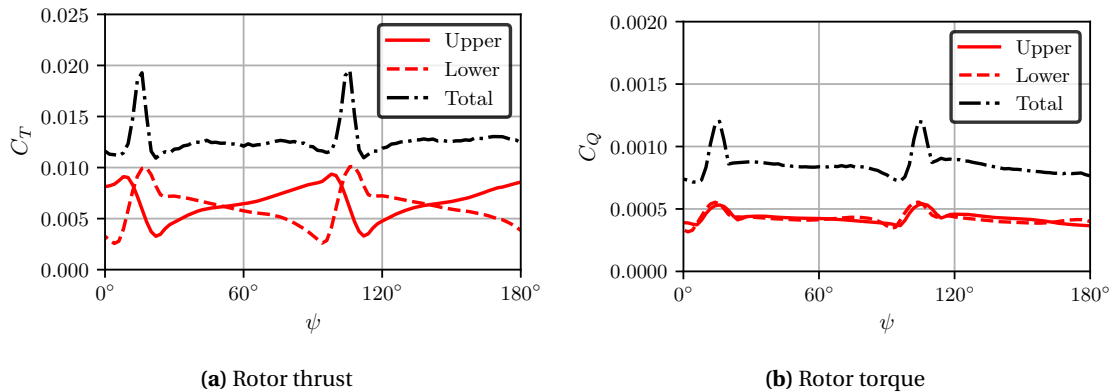 0.025
0.020
0.015
0.010
0.005
0.000
C_T
0° 60° 120° 180°
ψ
Upper
Lower
Total
(a) Rotor thrust
0.0020
0.0015
0.0010
0.0005
0.0000
C_Q
0° 60° 120° 180°
ψ
Upper
Lower
Total
(b) Rotor torque